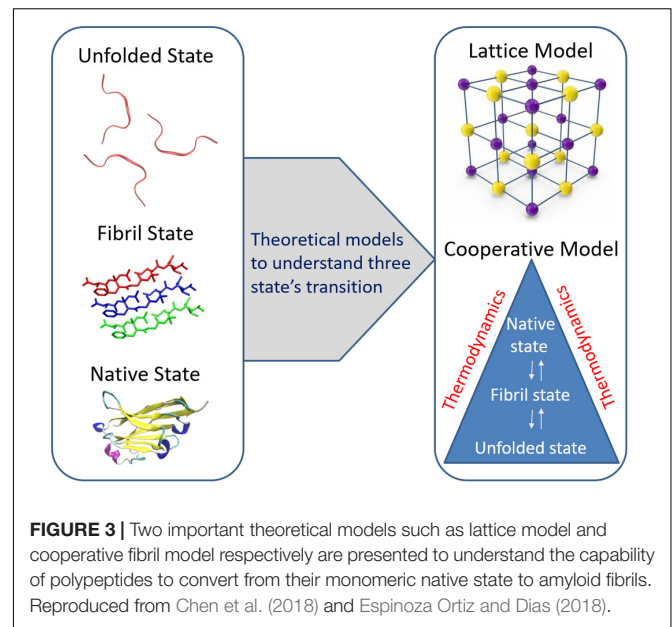 Unfolded State
Fibril State
Native State
Theoretical models
to understand three
state's transition
Lattice Model
Cooperative Model
Thermodynamics
Thermodynamics
Native
state
Fibril state
Unfolded state
FIGURE 3 | Two important theoretical models such as lattice model and
cooperative fibril model respectively are presented to understand the capability
of polypeptides to convert from their monomeric native state to amyloid fibrils.
Reproduced from Chen et al. (2018) and Espinoza Ortiz and Dias (2018).